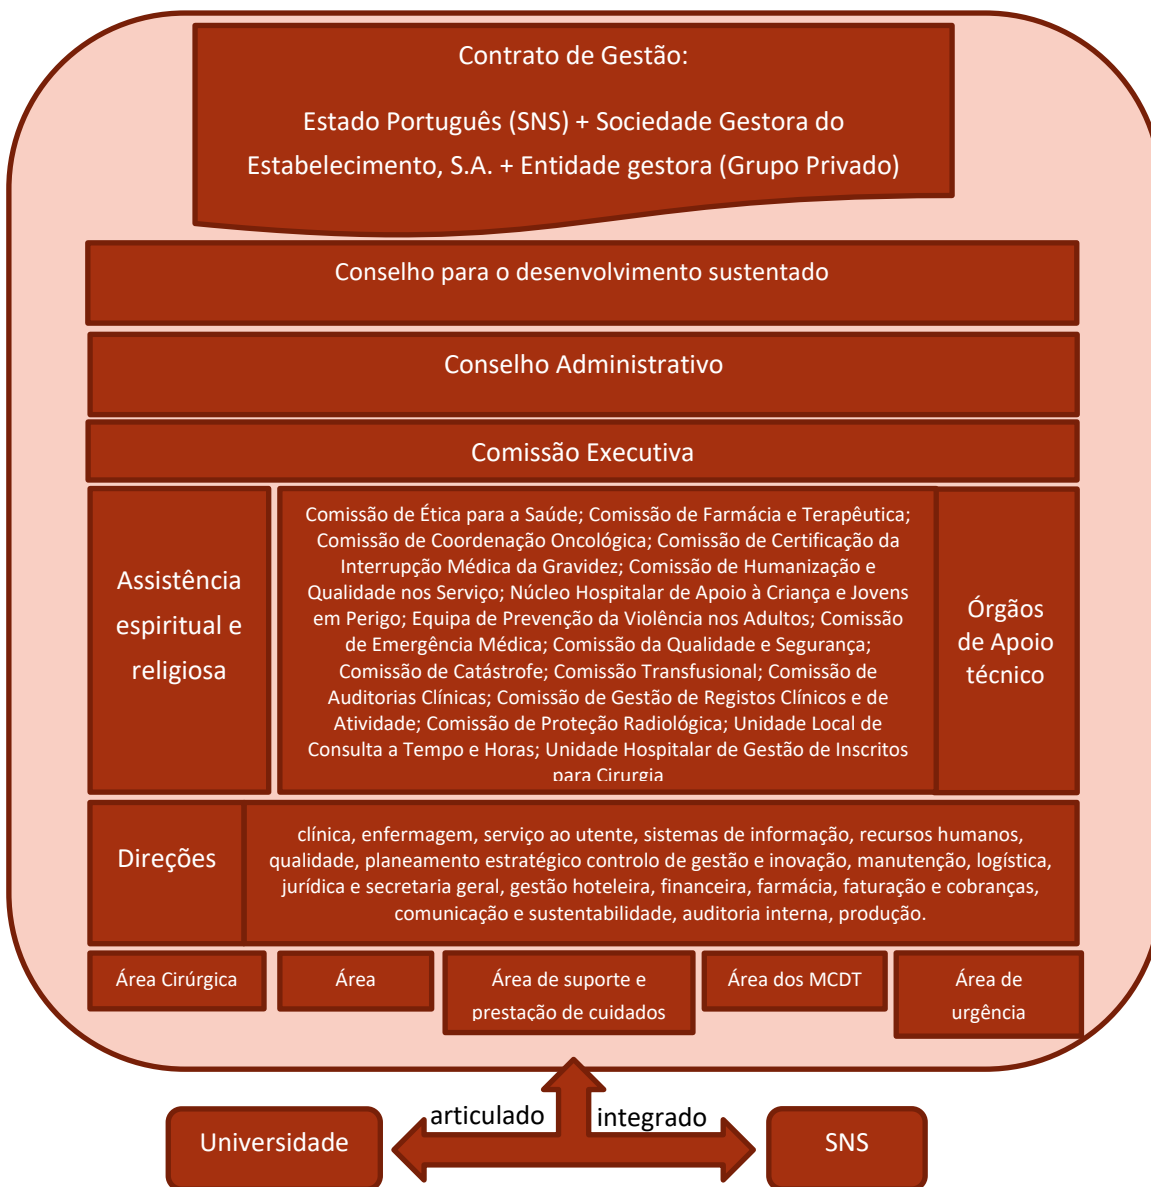 Contrato de Gestão:
Estado Português (SNS) + Sociedade Gestora do
Estabelecimento, S.A. + Entidade gestora (Grupo Privado)
Conselho para o desenvolvimento sustentado
Conselho Administrativo
Comissão Executiva
Assistência
espiritual e
religiosa
Comissão de Ética para a Saúde; Comissão de Farmácia e Terapêutica;
Comissão de Coordenação Oncológica; Comissão de Certificação da
Interrupção Médica da Gravidez; Comissão de Humanização e
Qualidade nos Serviço; Núcleo Hospitalar de Apoio à Criança e Jovens
em Perigo; Equipa de Prevenção da Violência nos Adultos; Comissão
de Emergência Médica; Comissão da Qualidade e Segurança;
Comissão de Catástrofe; Comissão Transfusional; Comissão de
Auditorias Clínicas; Comissão de Gestão de Registos Clínicos e de
Atividade; Comissão de Proteção Radiológica; Unidade Local de
Consulta a Tempo e Horas; Unidade Hospitalar de Gestão de Inscritos
para Cirurgia
Órgãos
de Apoio
técnico
Direções
clínica, enfermagem, serviço ao utente, sistemas de informação, recursos humanos,
qualidade, planeamento estratégico controlo de gestão e inovação, manutenção, logística,
jurídica e secretaria geral, gestão hoteleira, financeira, farmácia, faturação e cobranças,
comunicação e sustentabilidade, auditoria interna, produção.
Área Cirúrgica
Área
Área de suporte e
prestação de cuidados
Área dos MCDT
Área de
urgência
articulado
integrado
Universidade
SNS